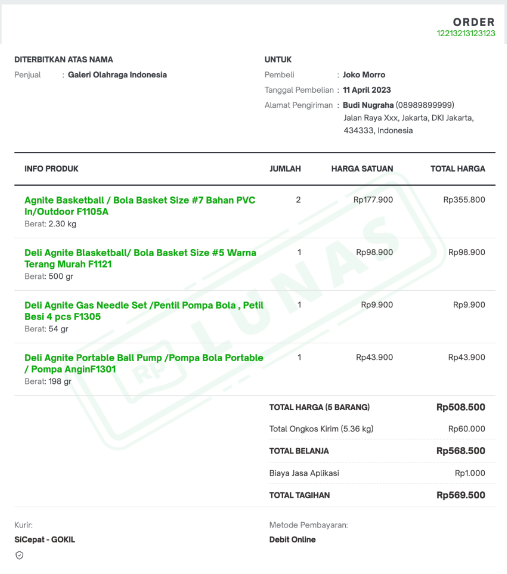 ORDER
12213213123123
DITERBITKAN ATAS NAMA
Penjual : Galeri Olahraga Indonesia
UNTUK
Pembeli : Joko Morro
Tanggal Pembelian : 11 April 2023
Alamat Pengiriman : Budi Nugraha (08989899999)
Jalan Raya Xxx, Jakarta, DKI Jakarta,
434333, Indonesia
INFO PRODUK JUMLAH HARGA SATUAN TOTAL HARGA
Agnite Basketball / Bola Basket Size #7 Bahan PVC 2 Rp177.900 Rp355.800
In/Outdoor F1105A
Berat: 2.30 kg
Deli Agnite Blasketball/ Bola Basket Size #5 Warna 1 Rp98.900 Rp98.900
Terang Murah F1121
Berat: 500 gr
Deli Agnite Gas Needle Set /Pentil Pompa Bola , Petil 1 Rp9.900 Rp9.900
Besi 4 pcs F1305
Berat: 54 gr
Deli Agnite Portable Ball Pump /Pompa Bola Portable 1 Rp43.900 Rp43.900
/ Pompa AnginF1301
Berat: 198 gr
Rp LUNAS
TOTAL HARGA (5 BARANG) Rp508.500
Total Ongkos Kirim (5.36 kg) Rp60.000
TOTAL BELANJA Rp568.500
Biaya Jasa Aplikasi Rp1.000
TOTAL TAGIHAN Rp569.500
Kurir:
SiCepat - GOKIL
Metode Pembayaran:
Debit Online